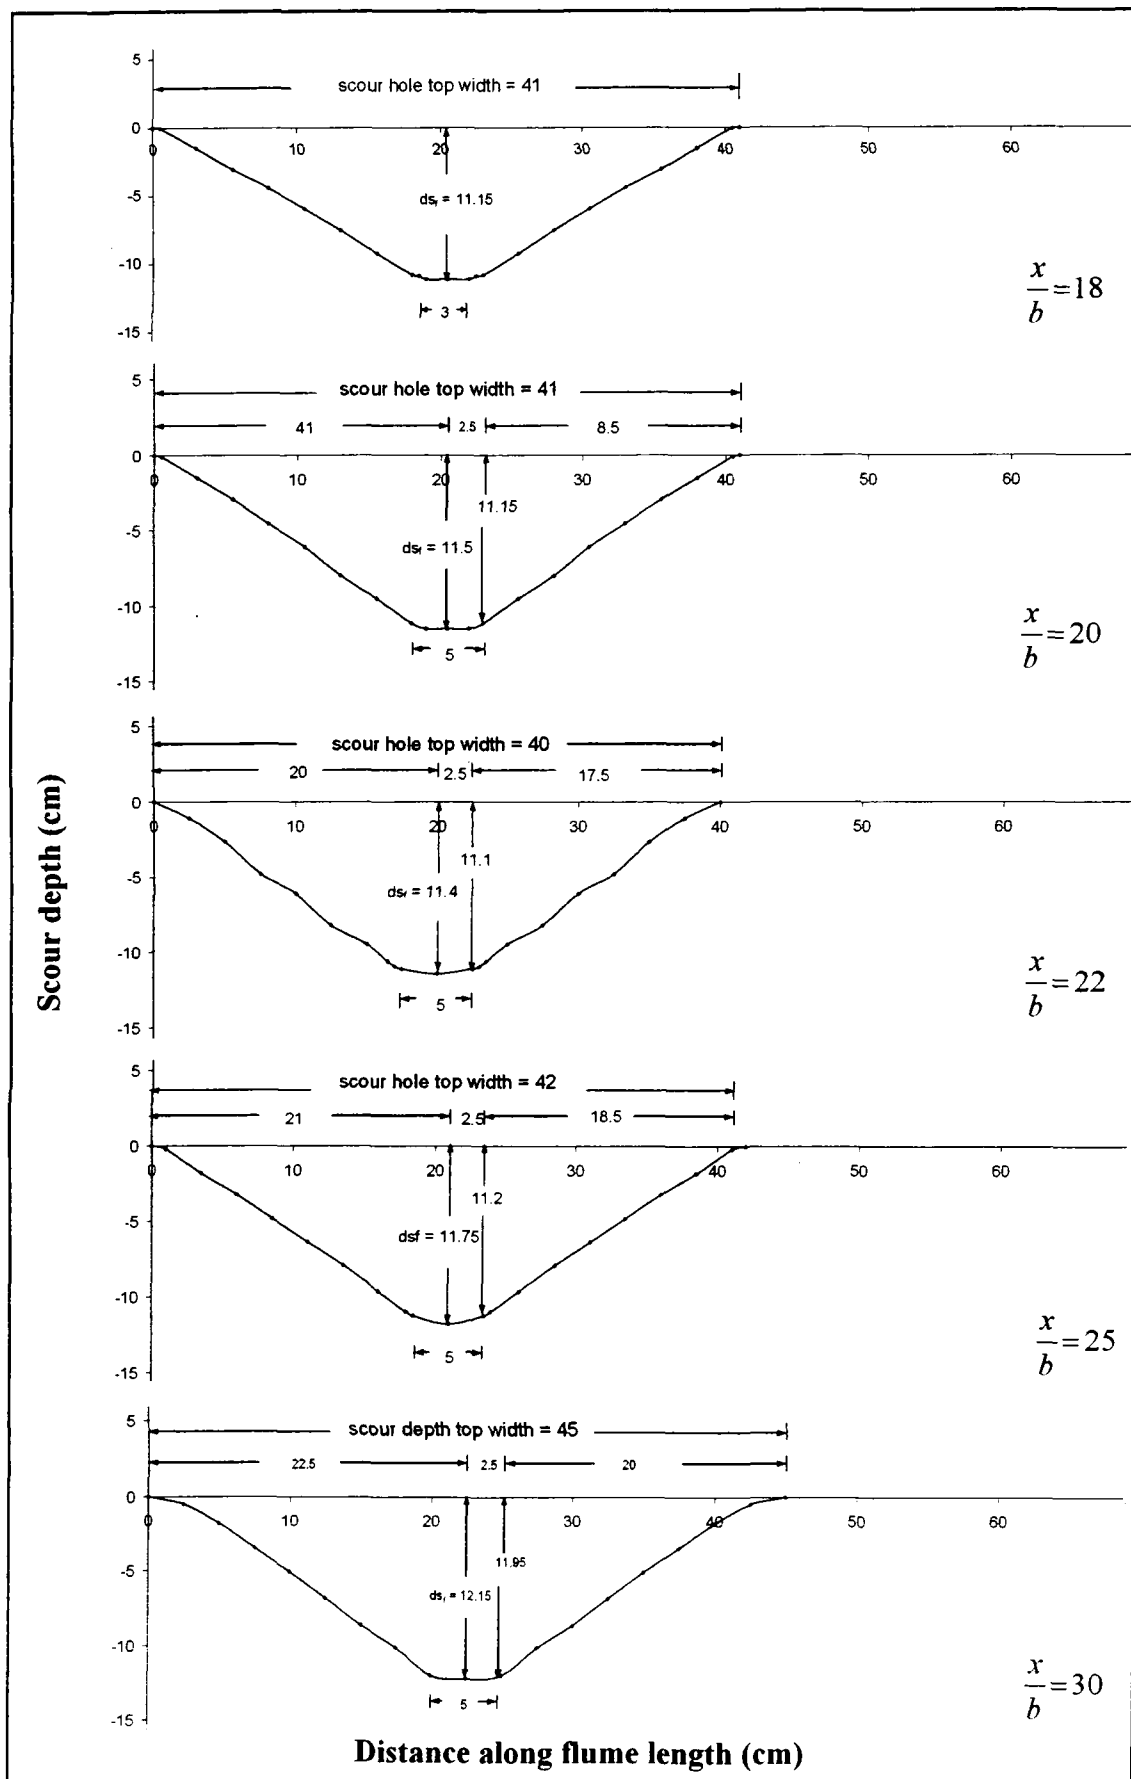 5
scour hole top width = 41
0
0 10 20 30 40 50 60
-5
dsf = 11.15
-10
3
-15
x/b=18
5
scour hole top width = 41
41 2.5 8.5
0
0 10 20 30 40 50 60
11.15
-5
dsf = 11.5
-10
5
-15
x/b=20
5
scour hole top width = 40
20 2.5 17.5
0
0 10 20 30 40 50 60
11.1
-5
dsf = 11.4
-10
5
-15
x/b=22
5
scour hole top width = 42
21 2.5 18.5
0
0 10 20 30 40 50 60
11.2
-5
dsf = 11.75
-10
5
-15
x/b=25
5
scour depth top width = 45
22.5 2.5 20
0
0 10 20 30 40 50 60
11.95
-5
dsf = 12.15
-10
5
-15
x/b=30
Scour depth (cm)
Distance along flume length (cm)